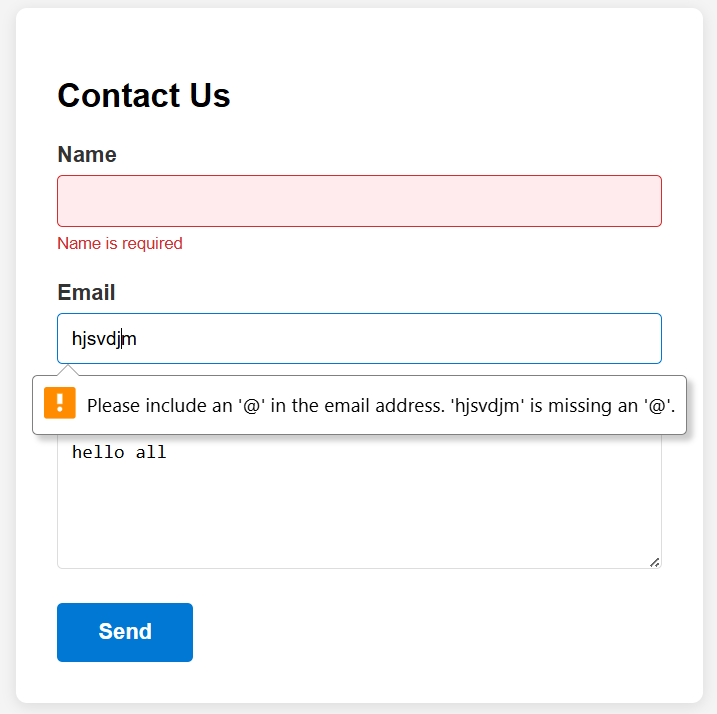 Contact Us
Name
Name is required
Email
hjsvdjm
Please include an '@' in the email address. 'hjsvdjm' is missing an '@'.
hello all
Send